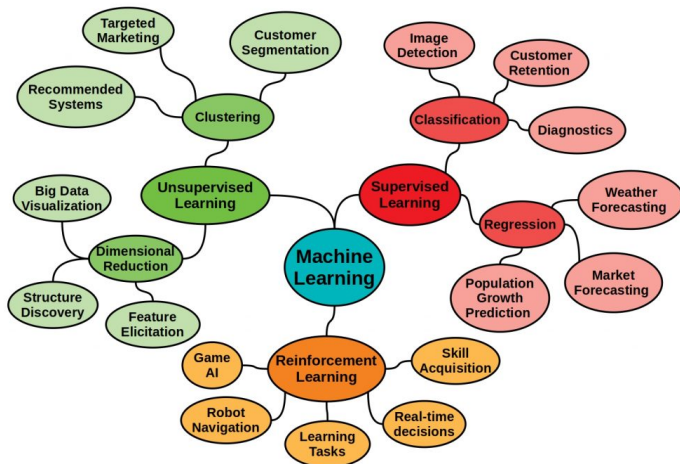 Targeted
Marketing
Customer
Segmentation
Recommended
Systems
Clustering
Unsupervised
Learning
Big Data
Visualization
Dimensional
Reduction
Structure
Discovery
Feature
Elicitation
Image
Detection
Customer
Retention
Classification
Diagnostics
Supervised
Learning
Weather
Forecasting
Regression
Population
Growth
Prediction
Market
Forecasting
Machine
Learning
Reinforcement
Learning
Game
AI
Skill
Acquisition
Robot
Navigation
Learning
Tasks
Real-time
decisions